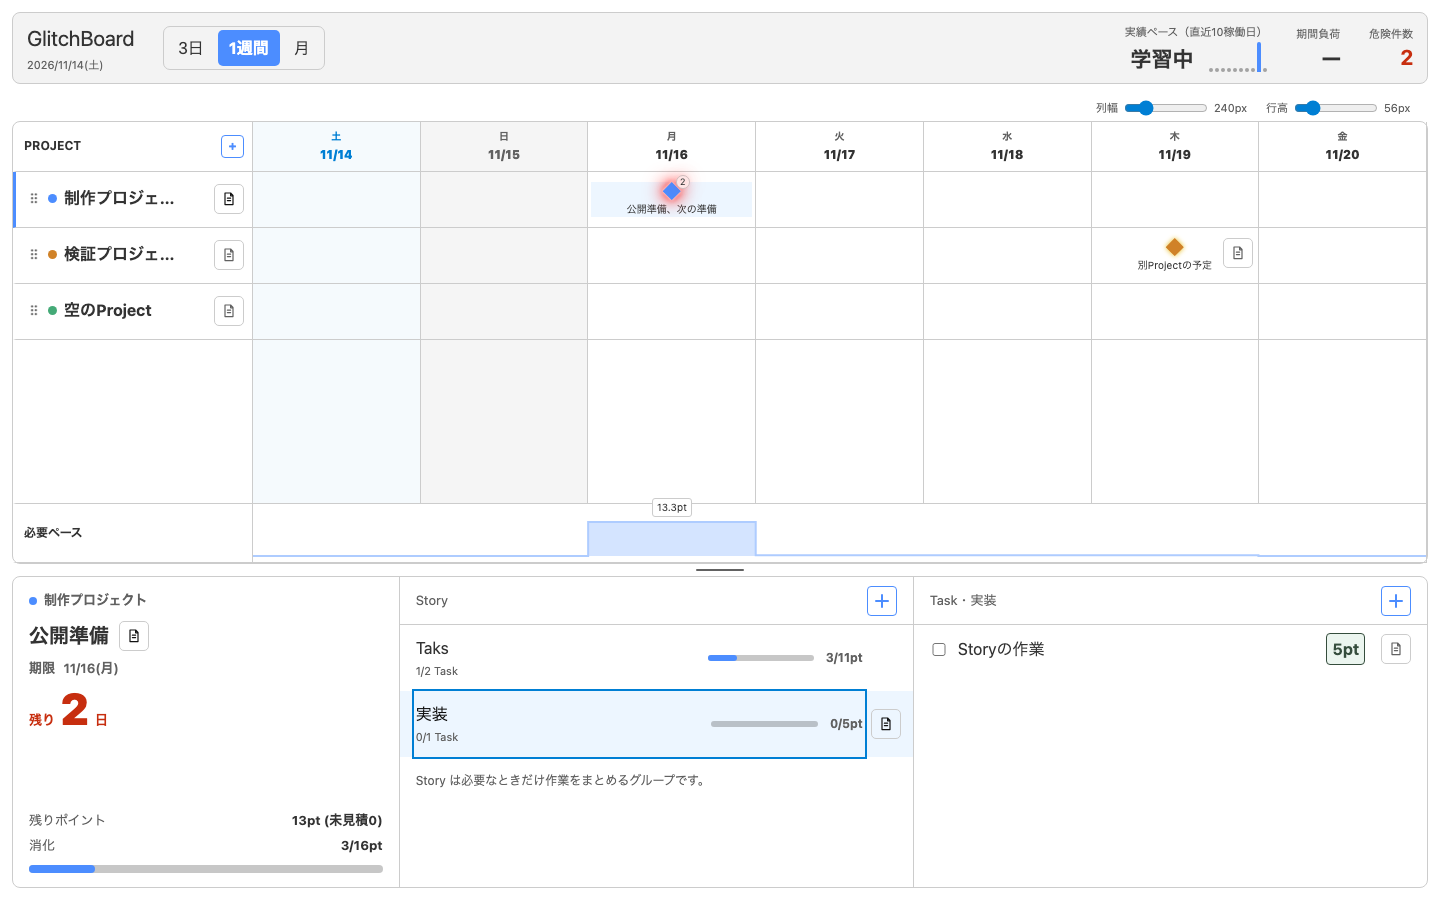 GlitchBoard
2026/11/14(土)
3日 1週間 月
実績ペース（直近10稼働日）
学習中
期間負荷
—
危険件数
2
列幅 240px 行高 56px
PROJECT +
土 11/14
日 11/15
月 11/16
火 11/17
水 11/18
木 11/19
金 11/20
制作プロジェ...
2
公開準備、次の準備
検証プロジェ...
別Projectの予定
空のProject
必要ペース
13.3pt
制作プロジェクト
公開準備
期限 11/16(月)
残り 2 日
残りポイント 13pt (未見積0)
消化 3/16pt
Story +
Taks
1/2 Task
3/11pt
実装
0/1 Task
0/5pt
Story は必要なときだけ作業をまとめるグループです。
Task・実装 +
Storyの作業 5pt